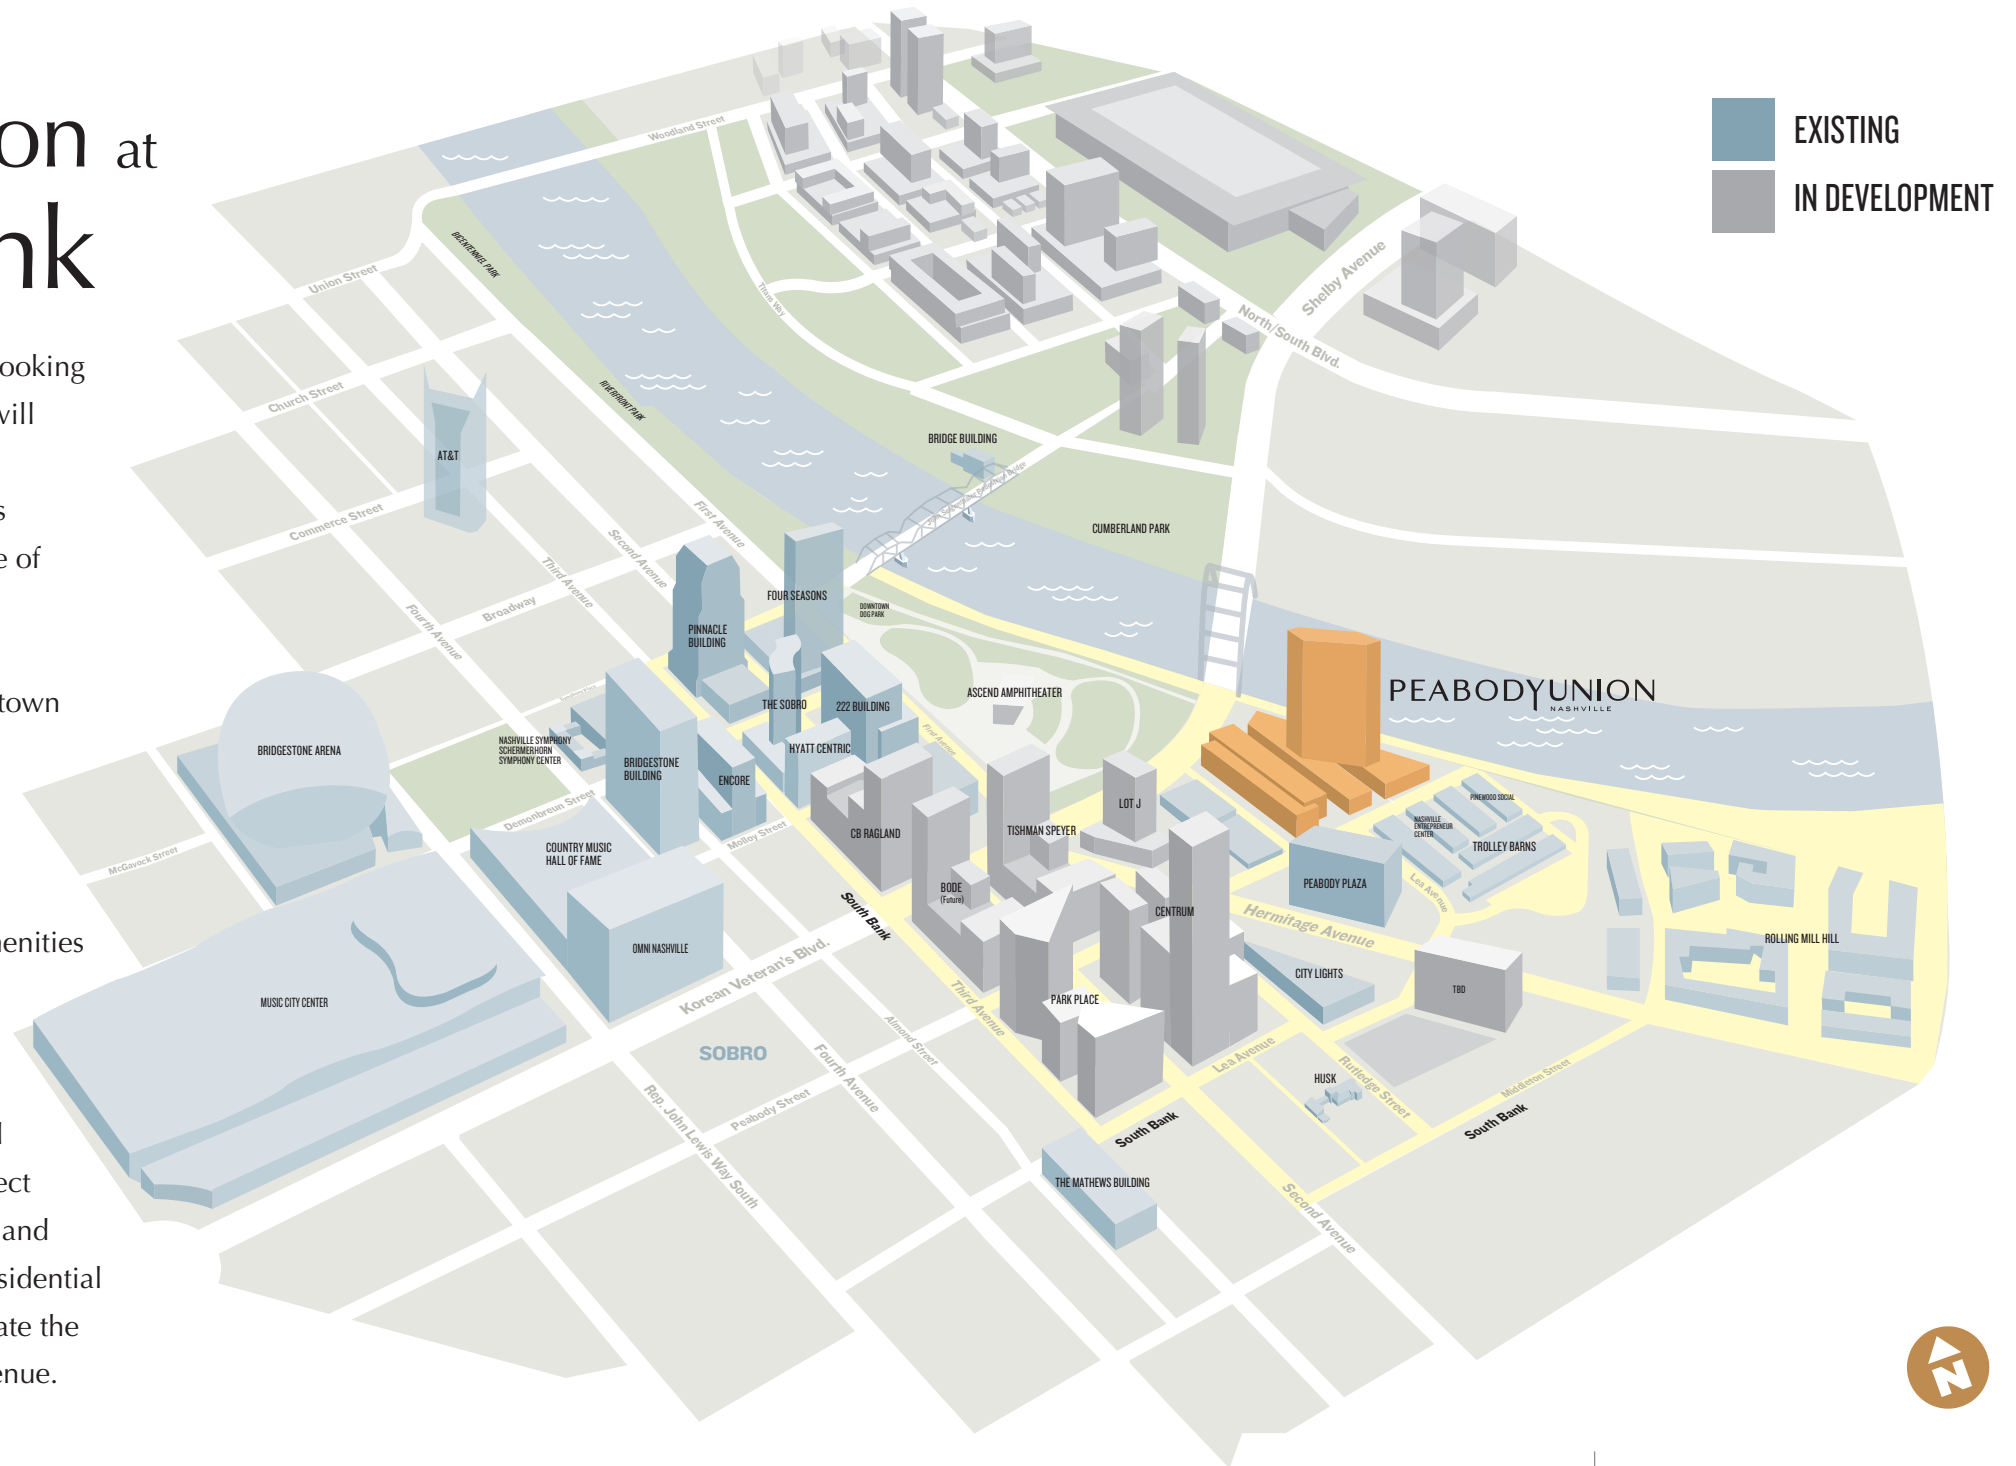 on at
nk
ooking
will
s
e of
town
nenities
l
ect
and
sidential
ate the
enue.
EXISTING
IN DEVELOPMENT
Woodland Street
BICENTENNIEL PARK
Union Street
Titans Way
Shelby Avenue
North/South Blvd.
Church Street
RIVERFRONT PARK
AT&T
BRIDGE BUILDING
Commerce Street
First Avenue
Second Avenue
Third Avenue
Fourth Avenue
Broadway
CUMBERLAND PARK
FOUR SEASONS
DOWNTOWN
DOG PARK
PINNACLE
BUILDING
THE SOBRO
222 BUILDING
ASCEND AMPHITHEATER
First Avenue
PEABODYUNION
NASHVILLE
BRIDGESTONE ARENA
NASHVILLE SYMPHONY
SCHERMERHORN
SYMPHONY CENTER
BRIDGESTONE
BUILDING
ENCORE
HYATT CENTRIC
Demonbreun Street
Molloy Street
McGavock Street
COUNTRY MUSIC
HALL OF FAME
CB RAGLAND
TISHMAN SPEYER
LOT J
PINEWOOD SOCIAL
NASHVILLE
ENTREPRENEUR
CENTER
TROLLEY BARNS
PEABODY PLAZA
Lea Avenue
BODE
(Future)
CENTRUM
Hermitage Avenue
South Bank
OMNI NASHVILLE
ROLLING MILL HILL
CITY LIGHTS
TBD
MUSIC CITY CENTER
Korean Veteran's Blvd.
Third Avenue
PARK PLACE
SOBRO
Almond Street
Fourth Avenue
Lea Avenue
Rutledge Street
HUSK
Middleton Street
Rep. John Lewis Way South
Peabody Street
South Bank
South Bank
THE MATHEWS BUILDING
Second Avenue
N